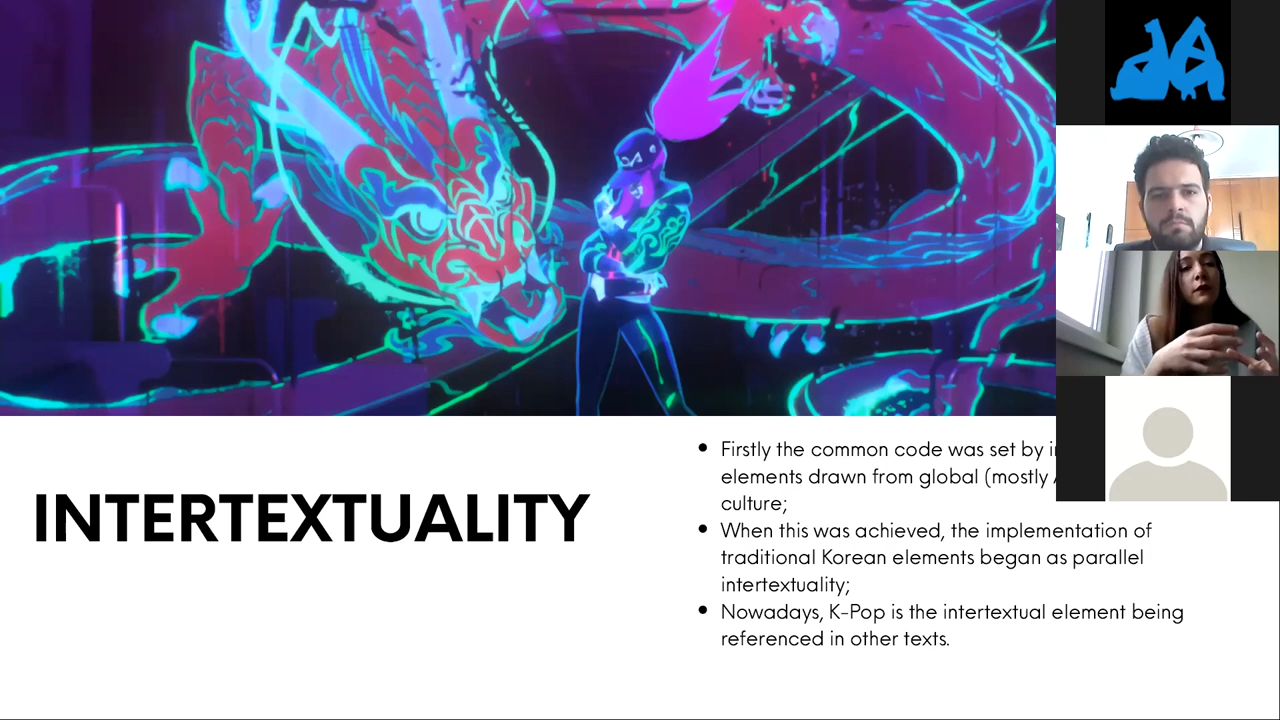 INTERTEXTUALITY
Firstly the common code was set by
elements drawn from global (mostly
culture;
When this was achieved, the implementation of
traditional Korean elements began as parallel
intertextuality;
Nowadays, K-Pop is the intertextual element being
referenced in other texts.